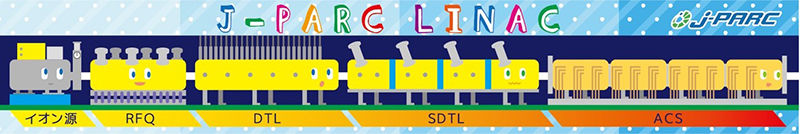 J-PARC LINAC
J-PARC
イオン源
RFQ
DTL
SDTL
ACS